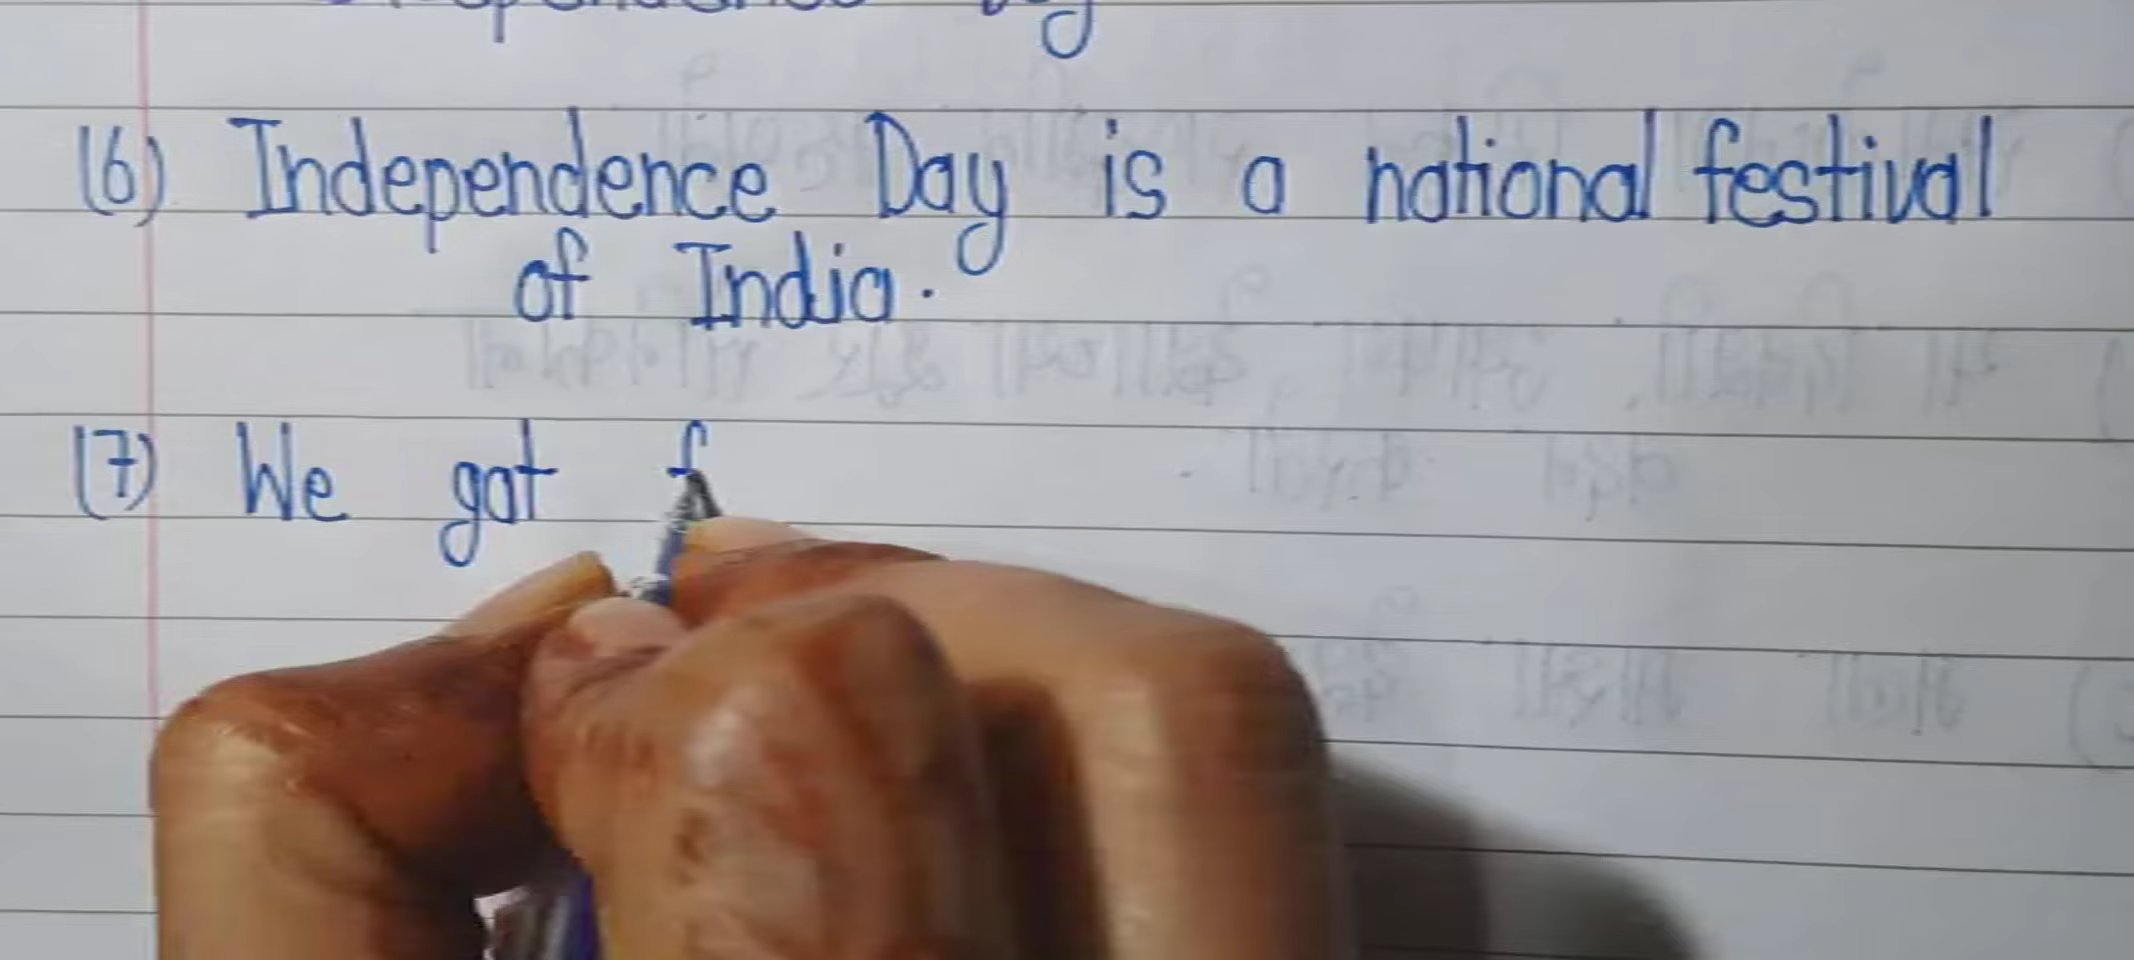 (6) Independence Day is a national festival
of India.
(7) We got f